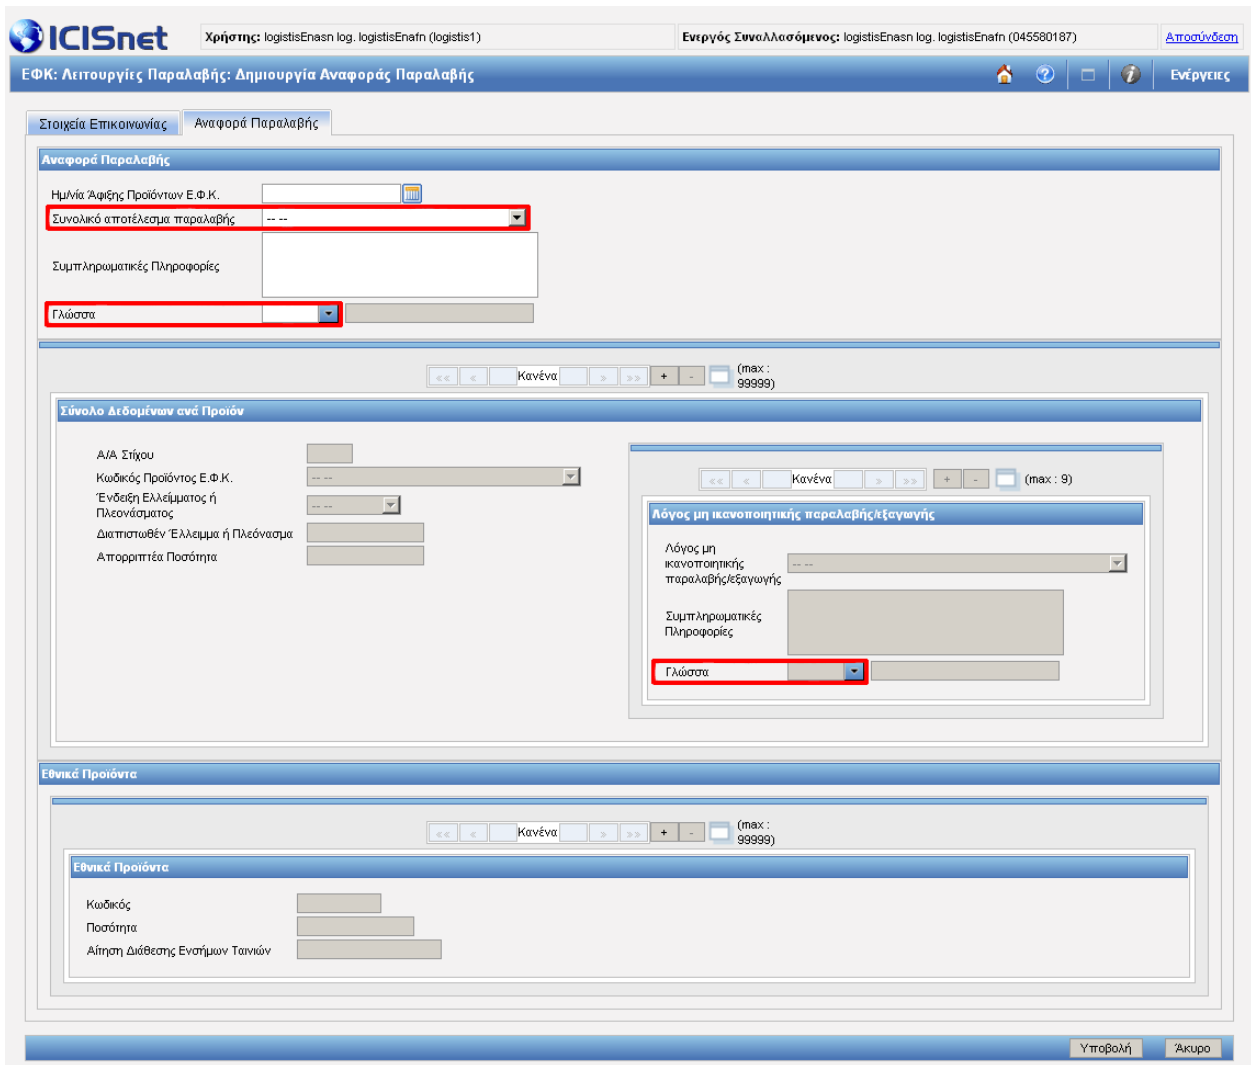 ICISnet
Χρήστης: logistisEnasn log. logistisEnafn (logistis1)
Ενεργός Συναλλασόμενος: logistisEnasn log. logistisEnafn (045580187)
Αποσύνδεση
ΕΦΚ: Λειτουργίες Παραλαβής: Δημιουργία Αναφοράς Παραλαβής
Ενέργειες
Στοιχεία Επικοινωνίας
Αναφορά Παραλαβής
Αναφορά Παραλαβής
Ημ/νία Άφιξης Προϊόντων Ε.Φ.Κ.
Συνολικό αποτέλεσμα παραλαβής
-- --
Συμπληρωματικές Πληροφορίες
Γλώσσα
<< < Κανένα > >> + -
(max :
99999)
Σύνολο Δεδομένων ανά Προϊόν
Α/Α Στίχου
Κωδικός Προϊόντος Ε.Φ.Κ.
-- --
Ένδειξη Ελλείμματος ή
Πλεονάσματος
-- --
Διαπιστωθέν Έλλειμμα ή Πλεόνασμα
Απορριπτέα Ποσότητα
<< < Κανένα > >> + -
(max : 9)
Λόγος μη ικανοποιητικής παραλαβής/εξαγωγής
Λόγος μη
ικανοποιητικής
παραλαβής/εξαγωγής
-- --
Συμπληρωματικές
Πληροφορίες
Γλώσσα
Εθνικά Προϊόντα
<< < Κανένα > >> + -
(max :
99999)
Εθνικά Προϊόντα
Κωδικός
Ποσότητα
Αίτηση Διάθεσης Ενσήμων Ταινιών
Υποβολή
Άκυρο